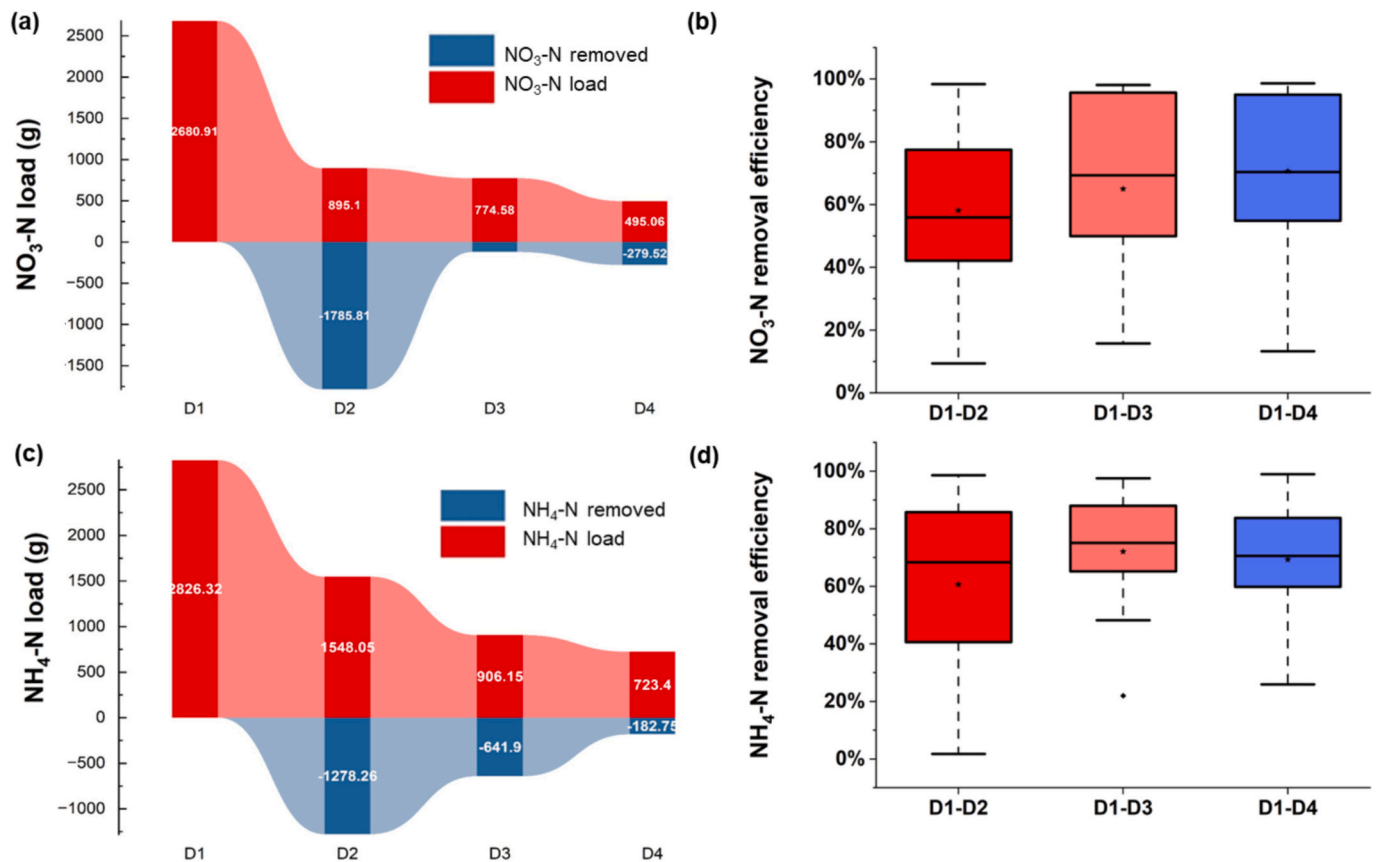 (a)
NO₃-N load (g)
2500
2000
1500
1000
500
0
−500
·1000
·1500
NO₃-N removed
NO₃-N load
2680.91
895.1
774.58
495.06
-1785.81
-279.52
D1 D2 D3 D4
(b)
NO₃-N removal efficiency
100%
80%
60%
40%
20%
0%
D1-D2 D1-D3 D1-D4
(c)
NH₄-N load (g)
2500
2000
1500
1000
500
0
−500
−1000
NH₄-N removed
NH₄-N load
2826.32
1548.05
906.15
723.4
-1278.26
-641.9
-182.75
D1 D2 D3 D4
(d)
NH₄-N removal efficiency
100%
80%
60%
40%
20%
0%
D1-D2 D1-D3 D1-D4